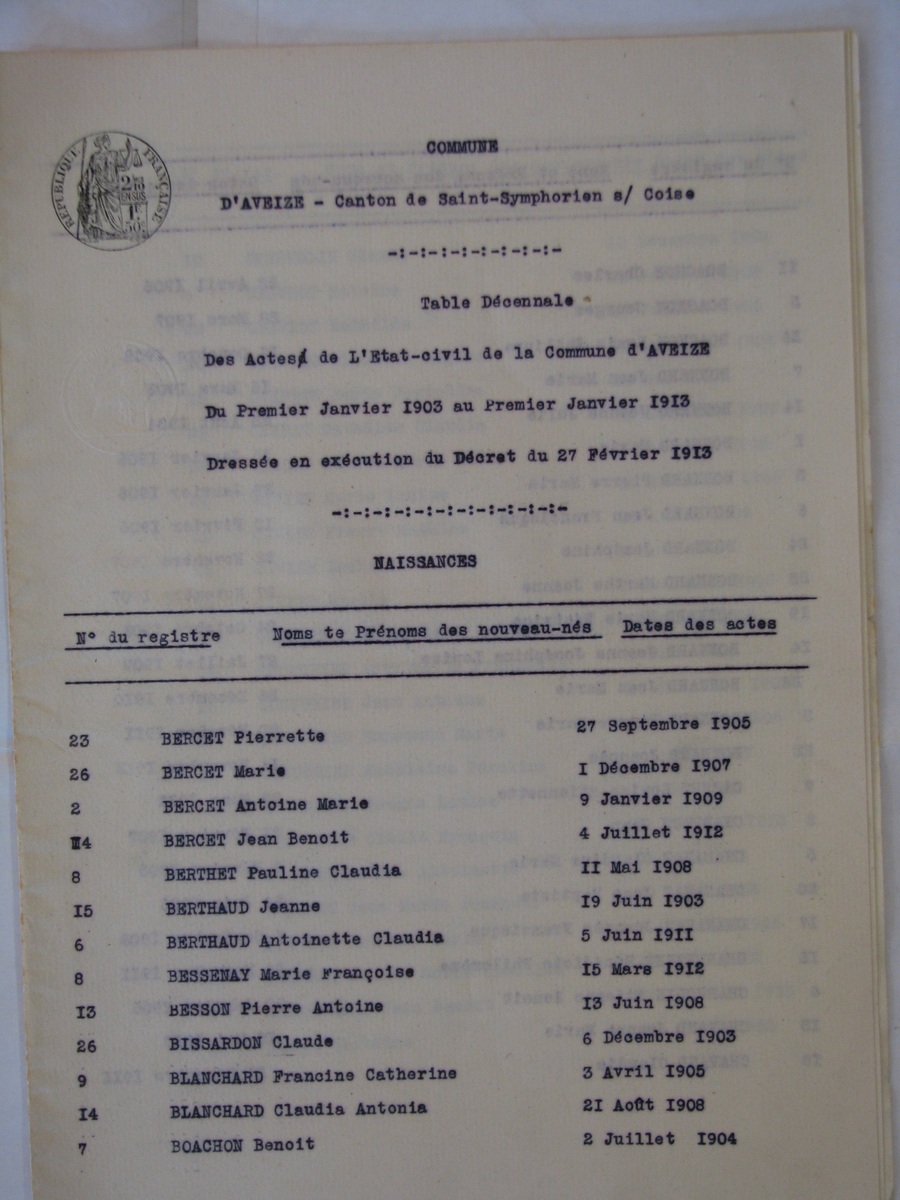 RÉPUBLIQUE FRANÇAISE
COMMUNE
D'AVEIZE - Canton de Saint-Symphorien s/ Coise
-:-:-:-:-:-:-:-:-
Table Décennale
Des Actes de L'Etat-civil de la Commune d'AVEIZE
Du Premier Janvier I903 au Premier Janvier I9I3
Dressée en exécution du Décret du 27 Février I9I3
-:-:-:-:-:-:-:-:-:-:-:-
NAISSANCES
N° du registre Noms te Prénoms des nouveau-nés Dates des actes
23 BERCET Pierrette 27 Septembre I905
26 BERCET Marie I Décembre I907
2 BERCET Antoine Marie 9 Janvier I909
I4 BERCET Jean Benoit 4 Juillet I9I2
8 BERTHET Pauline Claudia II Mai I908
I5 BERTHAUD Jeanne I9 Juin I903
6 BERTHAUD Antoinette Claudia 5 Juin I9II
8 BESSENAY Marie Françoise I5 Mars I9I2
I3 BESSON Pierre Antoine I3 Juin I908
26 BISSARDON Claude 6 Décembre I903
9 BLANCHARD Francine Catherine 3 Avril I905
I4 BLANCHARD Claudia Antonia 2I Août I908
7 BOACHON Benoit 2 Juillet I904